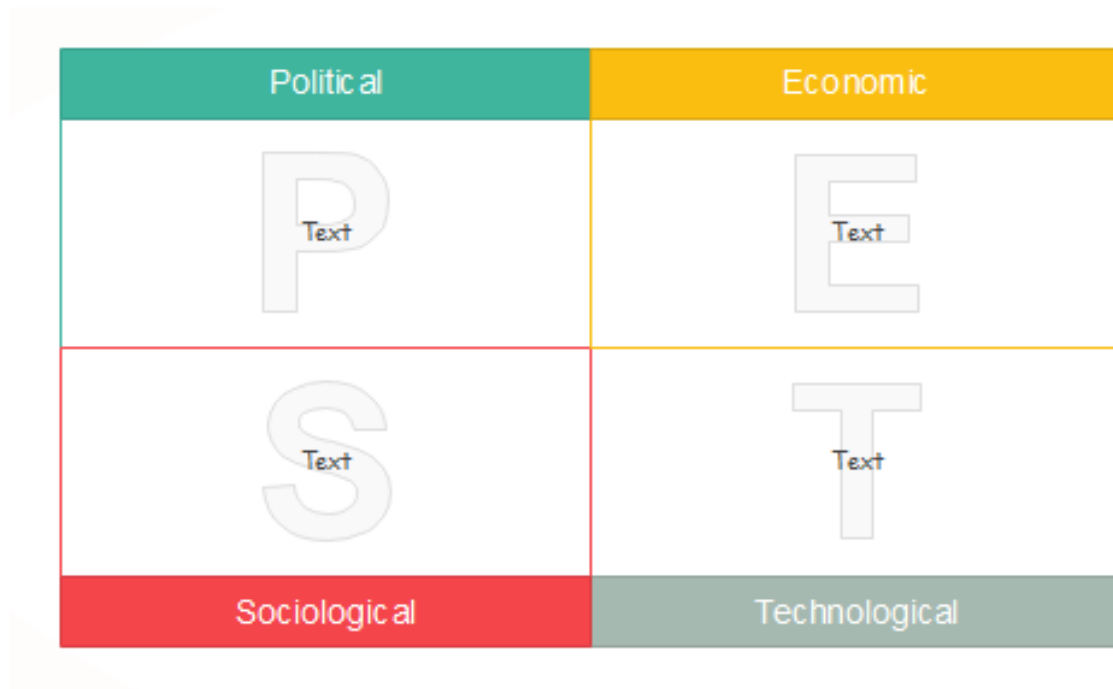 Political
Economic
P
Text
E
Text
S
Text
T
Text
Sociological
Technological